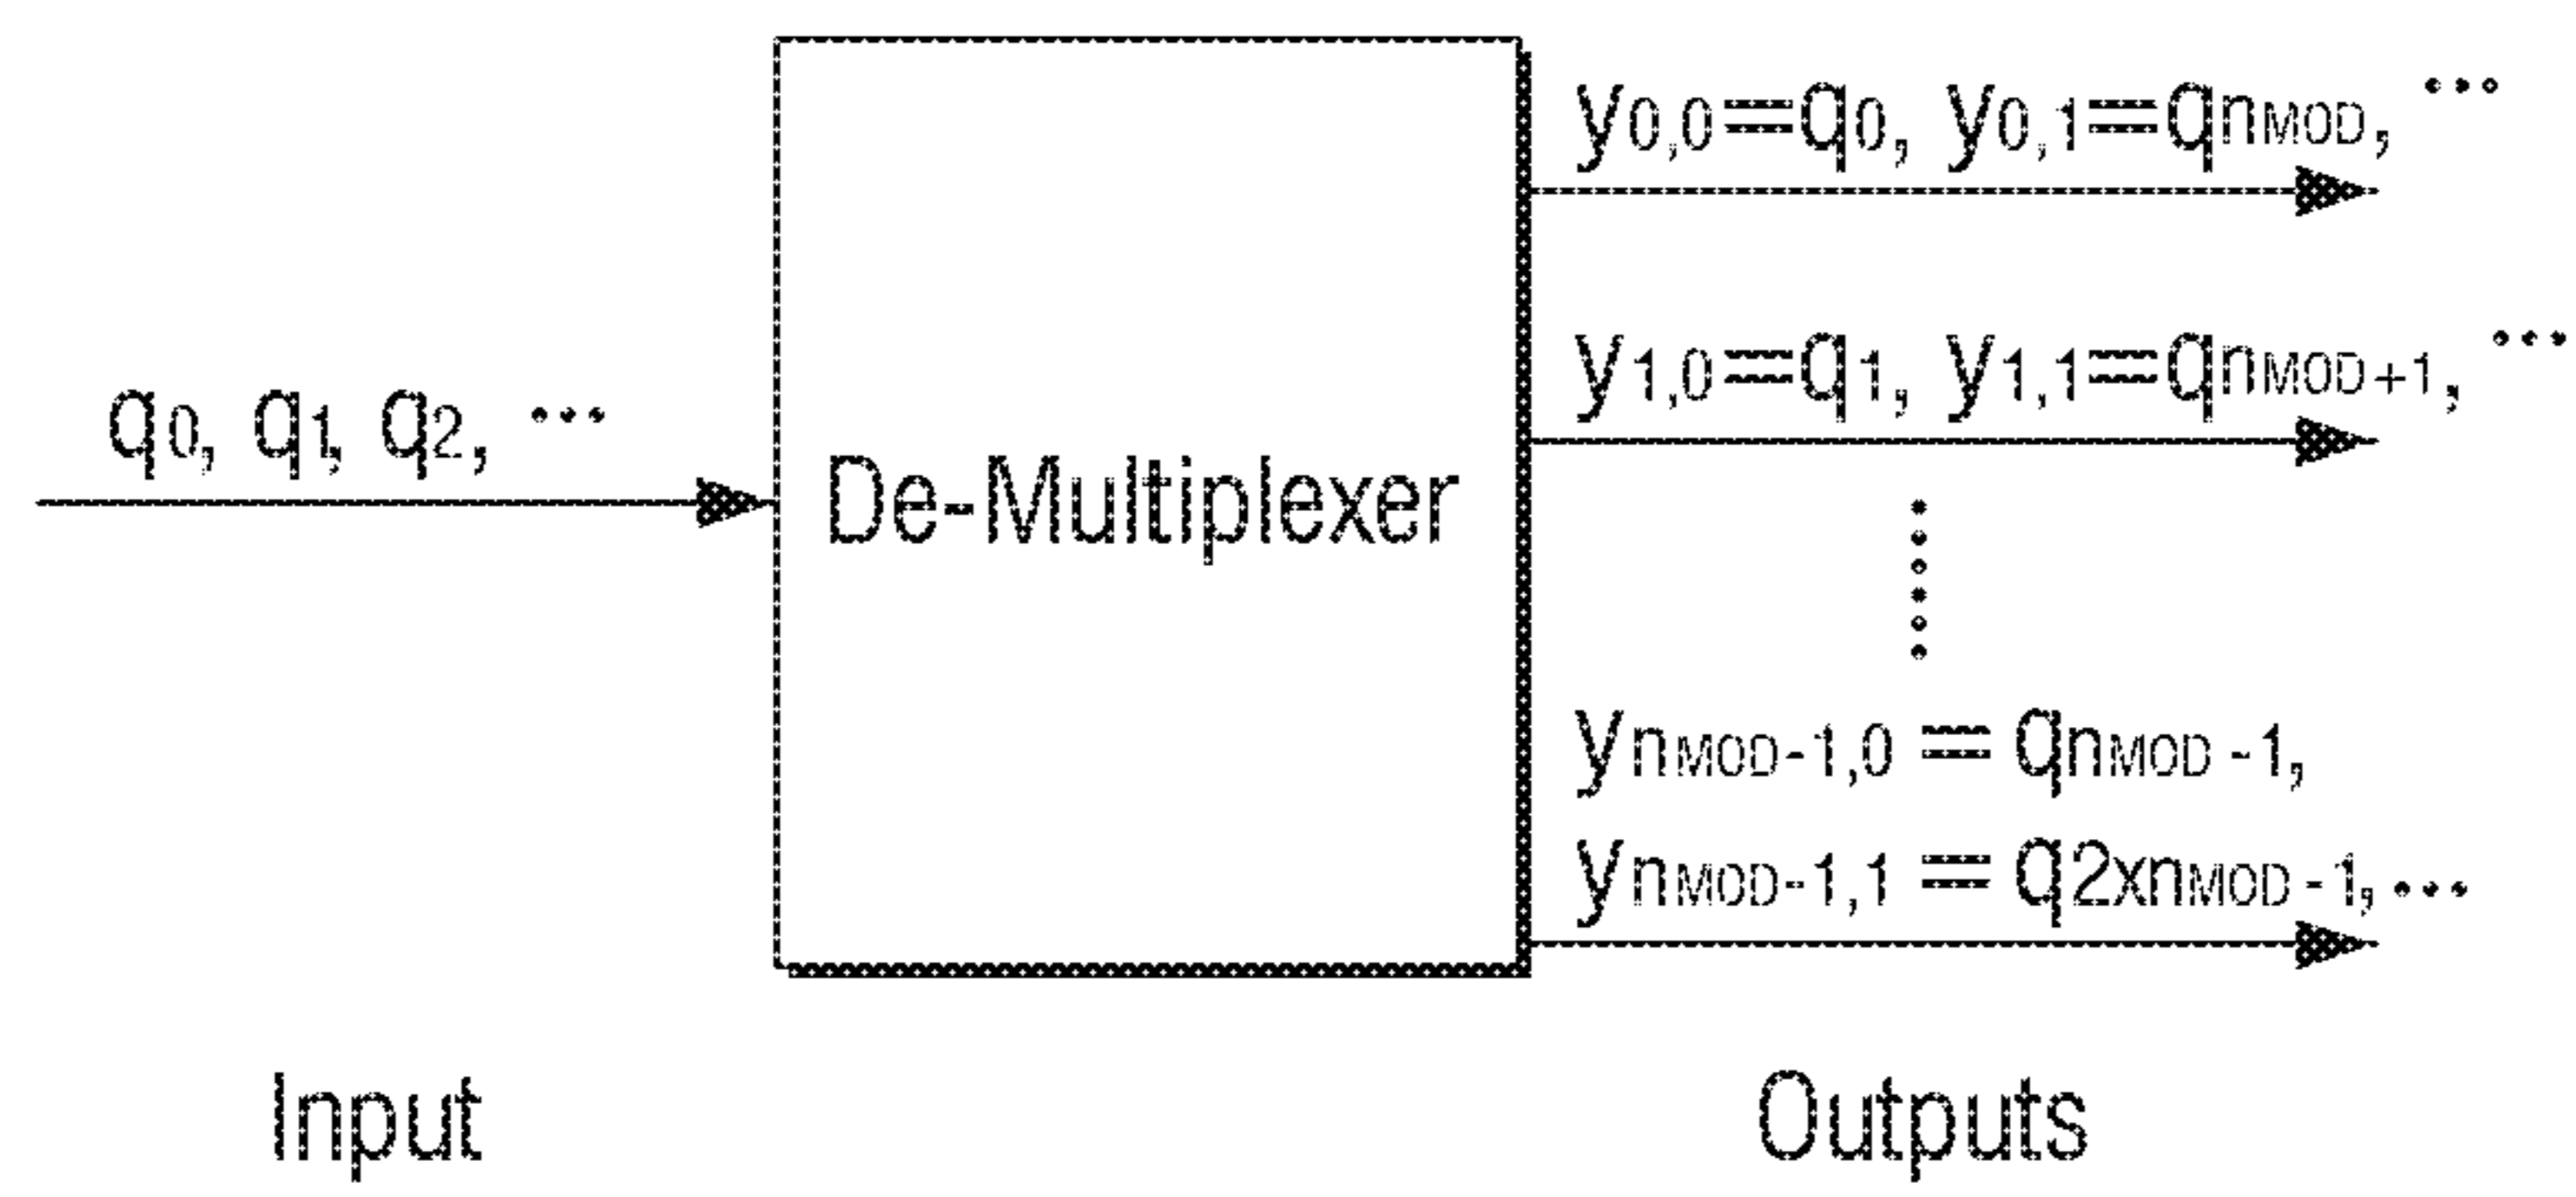 y0,0=q0, y0,1=qnMOD, ...
y1,0=q1, y1,1=qnMOD+1, ...
q0, q1, q2, ...
De-Multiplexer
ynMOD-1,0 = qnMOD -1,
ynMOD-1,1 = q2xnMOD -1, ...
Input
Outputs